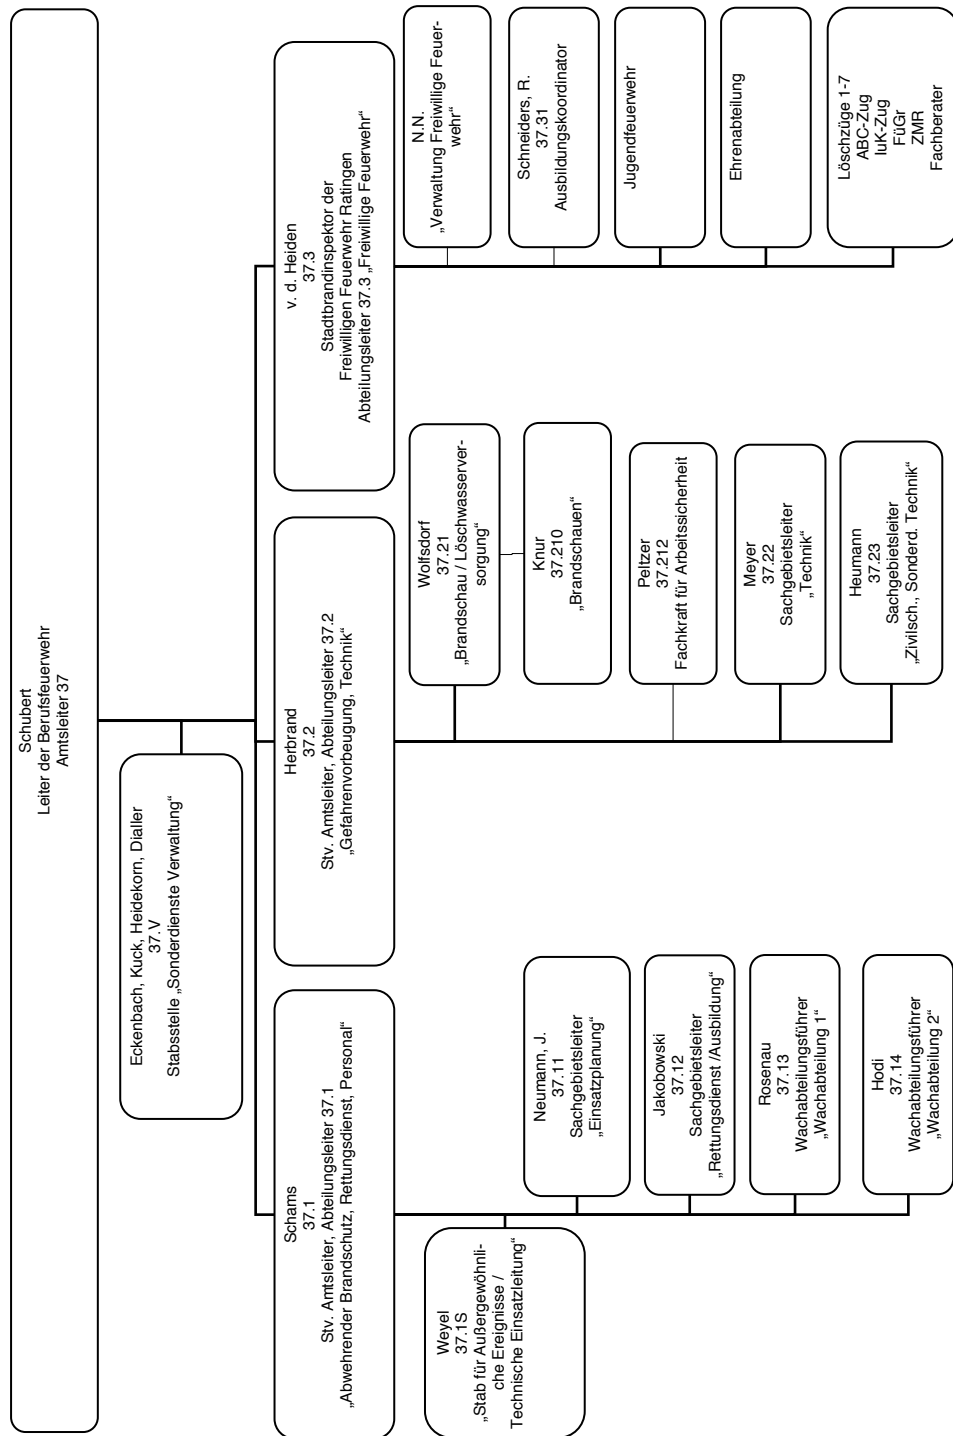 Schubert
Leiter der Berufsfeuerwehr
Amtsleiter 37
Eckenbach, Kuck, Heidekorn, Dialler
37.V
Stabsstelle „Sonderdienste Verwaltung“
Schams
37.1
Stv. Amtsleiter, Abteilungsleiter 37.1
„Abwehrender Brandschutz, Rettungsdienst, Personal“
Weyel
37.1S
„Stab für Außergewöhnli-
che Ereignisse /
Technische Einsatzleitung“
Neumann, J.
37.11
Sachgebietsleiter
„Einsatzplanung“
Jakobowski
37.12
Sachgebietsleiter
„Rettungsdienst /Ausbildung“
Rosenau
37.13
Wachabteilungsführer
„Wachabteilung 1“
Hodi
37.14
Wachabteilungsführer
„Wachabteilung 2“
Herbrand
37.2
Stv. Amtsleiter, Abteilungsleiter 37.2
„Gefahrenvorbeugung, Technik“
Wolfsdorf
37.21
„Brandschau / Löschwasserver-
sorgung“
Knur
37.210
„Brandschauen“
Peltzer
37.212
Fachkraft für Arbeitssicherheit
Meyer
37.22
Sachgebietsleiter
„Technik“
Heumann
37.23
Sachgebietsleiter
„Zivilsch., Sonderd. Technik“
v. d. Heiden
37.3
Stadtbrandinspektor der
Freiwilligen Feuerwehr Ratingen
Abteilungsleiter 37.3 „Freiwillige Feuerwehr“
N.N.
„Verwaltung Freiwillige Feuer-
wehr“
Schneiders, R.
37.31
Ausbildungskoordinator
Jugendfeuerwehr
Ehrenabteilung
Löschzüge 1-7
ABC-Zug
IuK-Zug
FüGr
ZMR
Fachberater